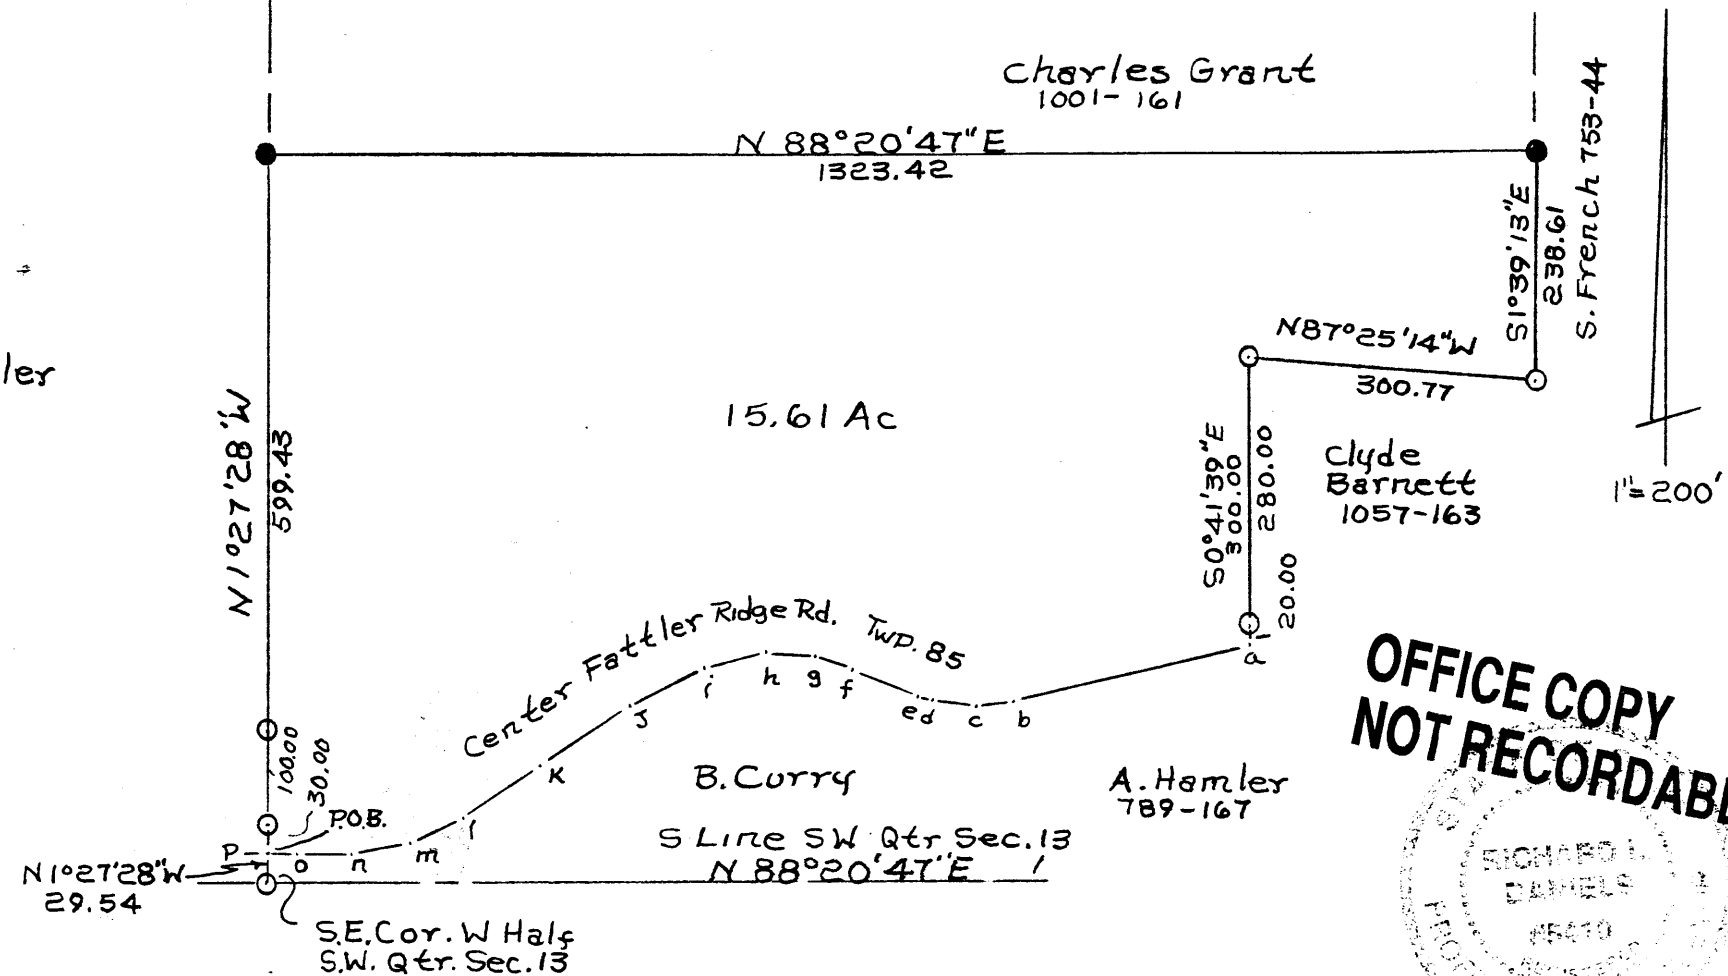 Charles Grant
1001-161
N 88°20'47"E
1323.42
S1°39'13"E
238.61
S. French 753-44
ler
N87°25'14"W
300.77
N1°27'28"W
599.43
15.61 Ac
S0°41'39"E
300.00
280.00
20.00
Clyde
Barnett
1057-163
1"=200'
Center Fattler Ridge Rd. Twp. 85
a
b
c
d
e
f
g
h
i
J
K
l
m
n
o
P
100.00
30.00
P.O.B.
B. Curry
A. Hamler
789-167
S Line SW Qtr Sec. 13
N 88°20'47"E
N1°27'28"W
29.54
S.E. Cor. W Half
S.W. Qtr. Sec. 13
OFFICE COPY
NOT RECORDABLE
RICHARD L.
DANIELS